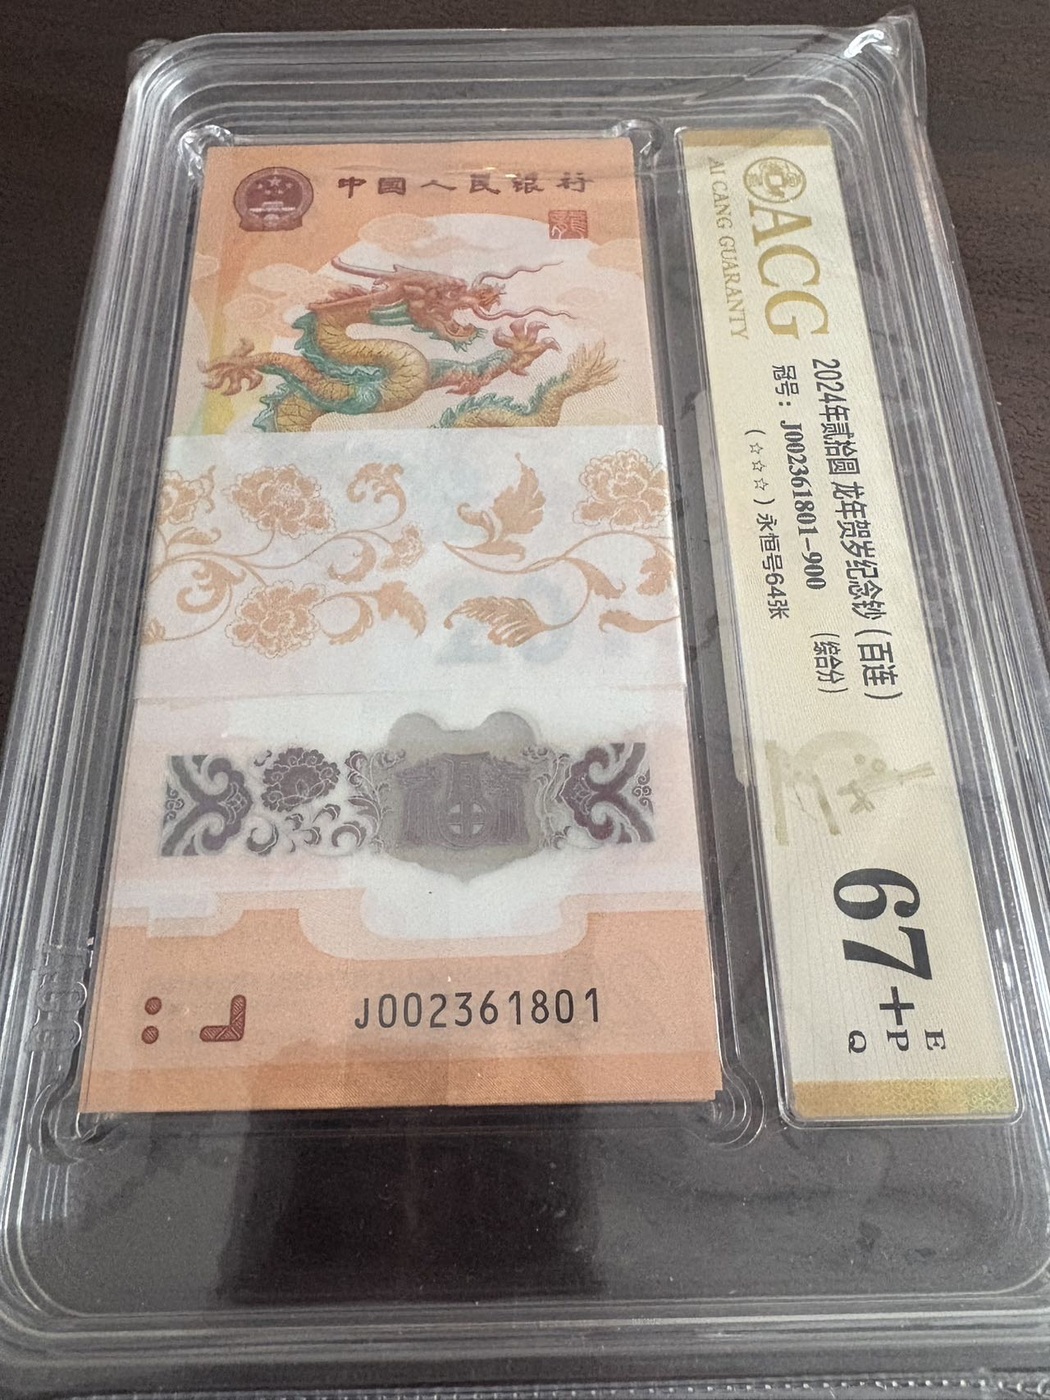 中國人民银行
J002361801
ACG
AI CANG GUARANTY
2024年贰拾圆 龙年贺岁纪念钞（百连）
冠号：J002361801-900 （综合分）
（☆☆☆）永恒号64张
67+
E
P
Q